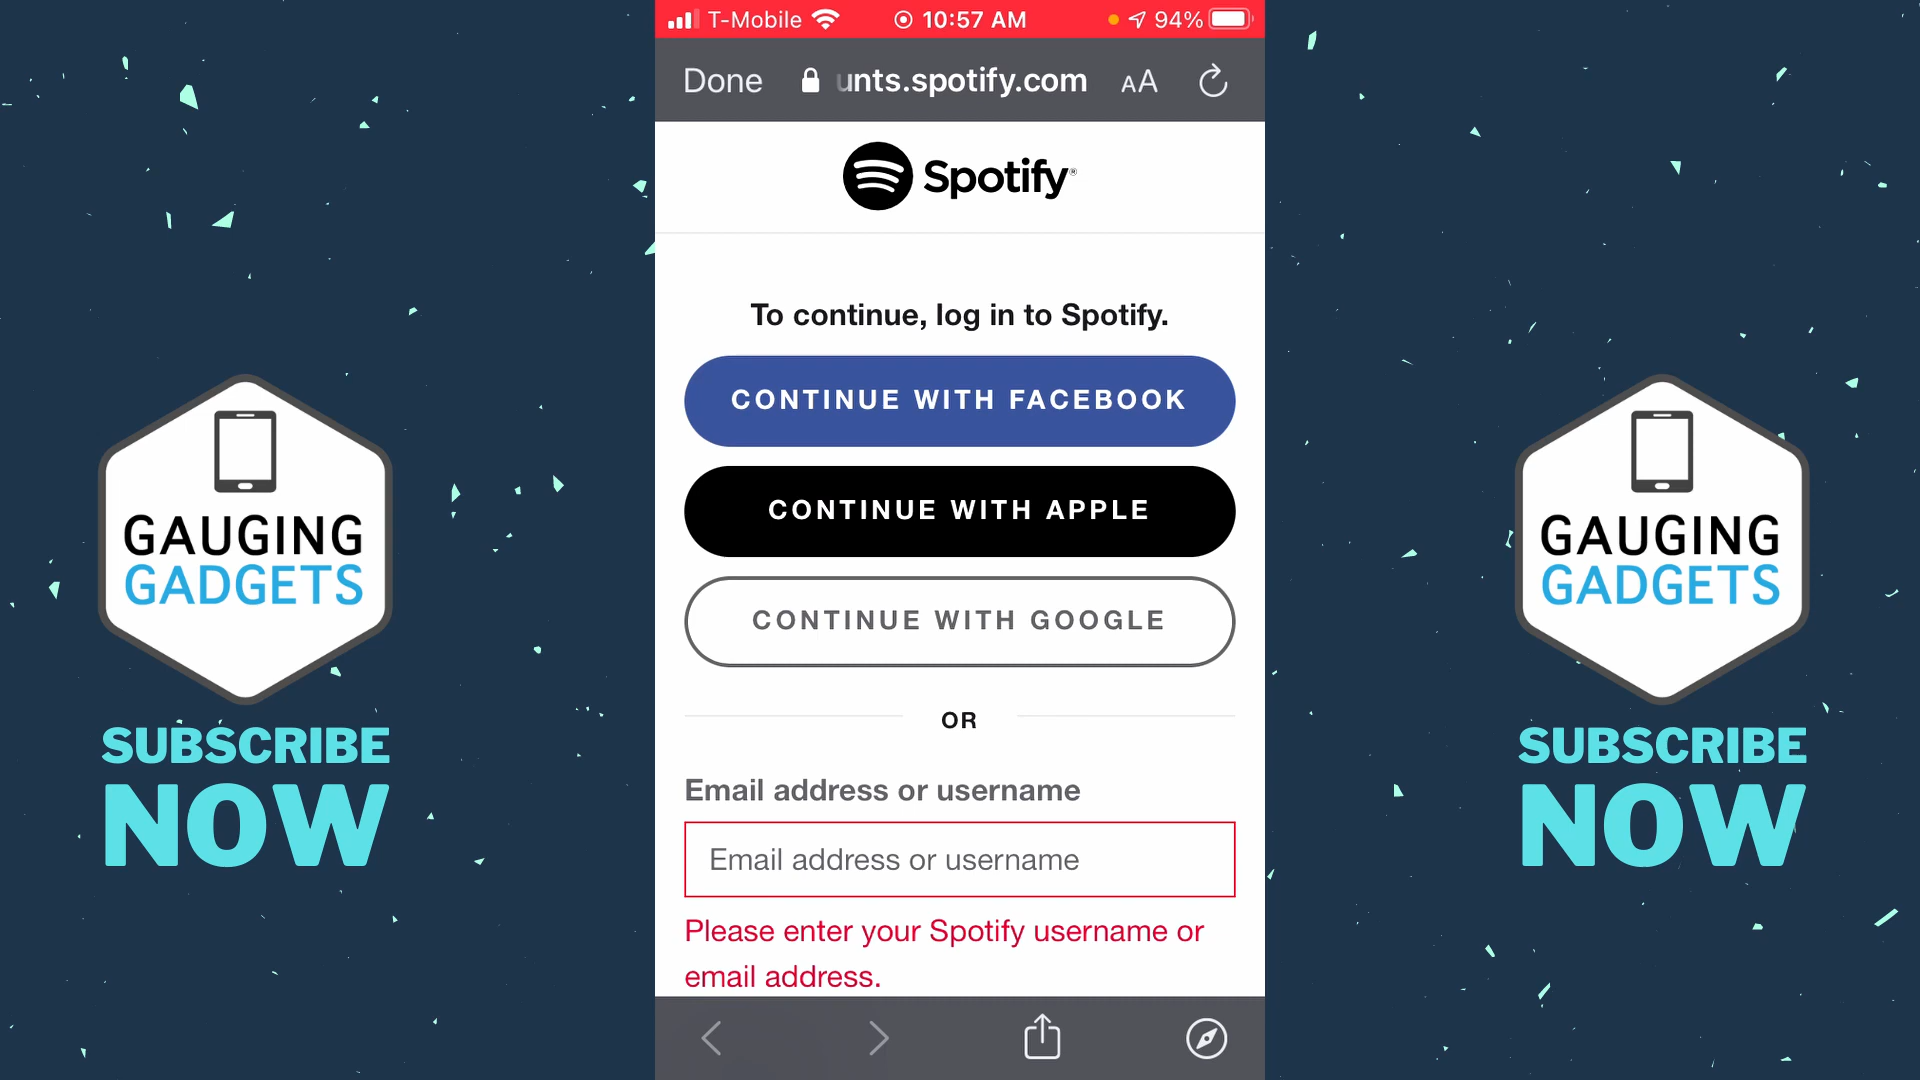 T-Mobile 10:57 AM 94%
Done unts.spotify.com AA
Spotify®
To continue, log in to Spotify.
CONTINUE WITH FACEBOOK
CONTINUE WITH APPLE
CONTINUE WITH GOOGLE
OR
Email address or username
Email address or username
Please enter your Spotify username or
email address.
GAUGING
GADGETS
SUBSCRIBE
NOW
GAUGING
GADGETS
SUBSCRIBE
NOW